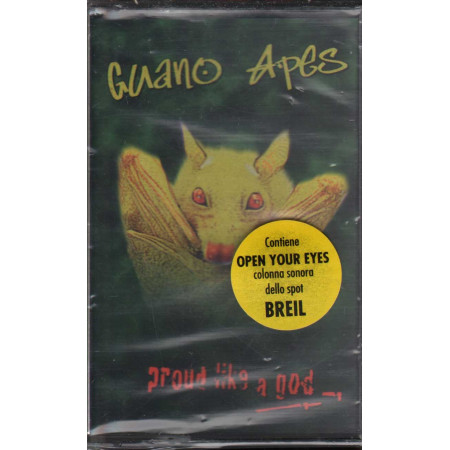 Guano Apes
Contiene
OPEN YOUR EYES
colonna sonora
dello spot
BREIL
proud like a god